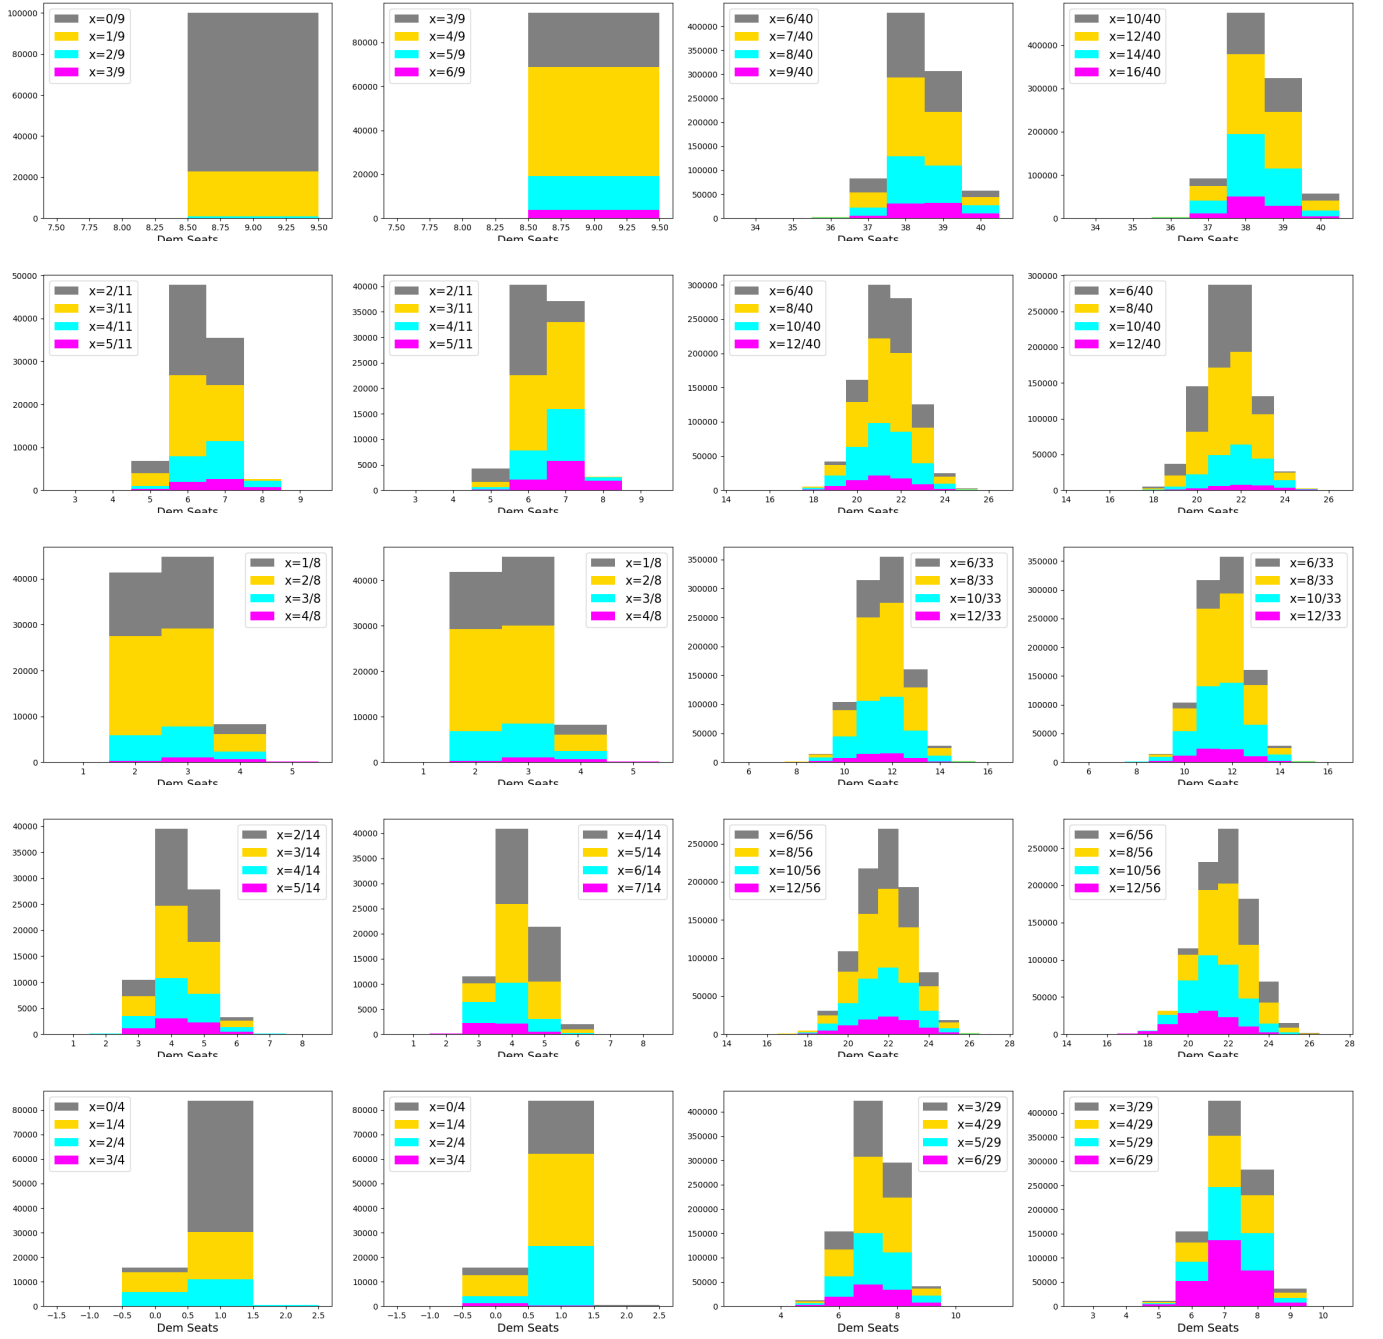 100000
80000
60000
40000
20000
0
x=0/9
x=1/9
x=2/9
x=3/9
7.50 7.75 8.00 8.25 8.50 8.75 9.00 9.25 9.50
Dem Seats
80000
60000
40000
20000
0
x=3/9
x=4/9
x=5/9
x=6/9
7.50 7.75 8.00 8.25 8.50 8.75 9.00 9.25 9.50
Dem Seats
400000
350000
300000
250000
200000
150000
100000
50000
0
x=6/40
x=7/40
x=8/40
x=9/40
34 35 36 37 38 39 40
Dem Seats
400000
300000
200000
100000
0
x=10/40
x=12/40
x=14/40
x=16/40
34 35 36 37 38 39 40
Dem Seats
50000
40000
30000
20000
10000
0
x=2/11
x=3/11
x=4/11
x=5/11
3 4 5 6 7 8 9
Dem Seats
40000
35000
30000
25000
20000
15000
10000
5000
0
x=2/11
x=3/11
x=4/11
x=5/11
3 4 5 6 7 8 9
Dem Seats
300000
250000
200000
150000
100000
50000
0
x=6/40
x=8/40
x=10/40
x=12/40
14 16 18 20 22 24 26
Dem Seats
300000
250000
200000
150000
100000
50000
0
x=6/40
x=8/40
x=10/40
x=12/40
14 16 18 20 22 24 26
Dem Seats
40000
30000
20000
10000
0
x=1/8
x=2/8
x=3/8
x=4/8
1 2 3 4 5
Dem Seats
40000
30000
20000
10000
0
x=1/8
x=2/8
x=3/8
x=4/8
1 2 3 4 5
Dem Seats
350000
300000
250000
200000
150000
100000
50000
0
x=6/33
x=8/33
x=10/33
x=12/33
6 8 10 12 14 16
Dem Seats
350000
300000
250000
200000
150000
100000
50000
0
x=6/33
x=8/33
x=10/33
x=12/33
6 8 10 12 14 16
Dem Seats
40000
35000
30000
25000
20000
15000
10000
5000
0
x=2/14
x=3/14
x=4/14
x=5/14
1 2 3 4 5 6 7 8
Dem Seats
40000
35000
30000
25000
20000
15000
10000
5000
0
x=4/14
x=5/14
x=6/14
x=7/14
1 2 3 4 5 6 7 8
Dem Seats
250000
200000
150000
100000
50000
0
x=6/56
x=8/56
x=10/56
x=12/56
14 16 18 20 22 24 26 28
Dem Seats
250000
200000
150000
100000
50000
0
x=6/56
x=8/56
x=10/56
x=12/56
14 16 18 20 22 24 26 28
Dem Seats
80000
70000
60000
50000
40000
30000
20000
10000
0
x=0/4
x=1/4
x=2/4
x=3/4
−1.5 −1.0 −0.5 0.0 0.5 1.0 1.5 2.0 2.5
Dem Seats
80000
70000
60000
50000
40000
30000
20000
10000
0
x=0/4
x=1/4
x=2/4
x=3/4
−1.5 −1.0 −0.5 0.0 0.5 1.0 1.5 2.0 2.5
Dem Seats
400000
350000
300000
250000
200000
150000
100000
50000
0
x=3/29
x=4/29
x=5/29
x=6/29
4 6 8 10
Dem Seats
400000
350000
300000
250000
200000
150000
100000
50000
0
x=3/29
x=4/29
x=5/29
x=6/29
3 4 5 6 7 8 9 10
Dem Seats